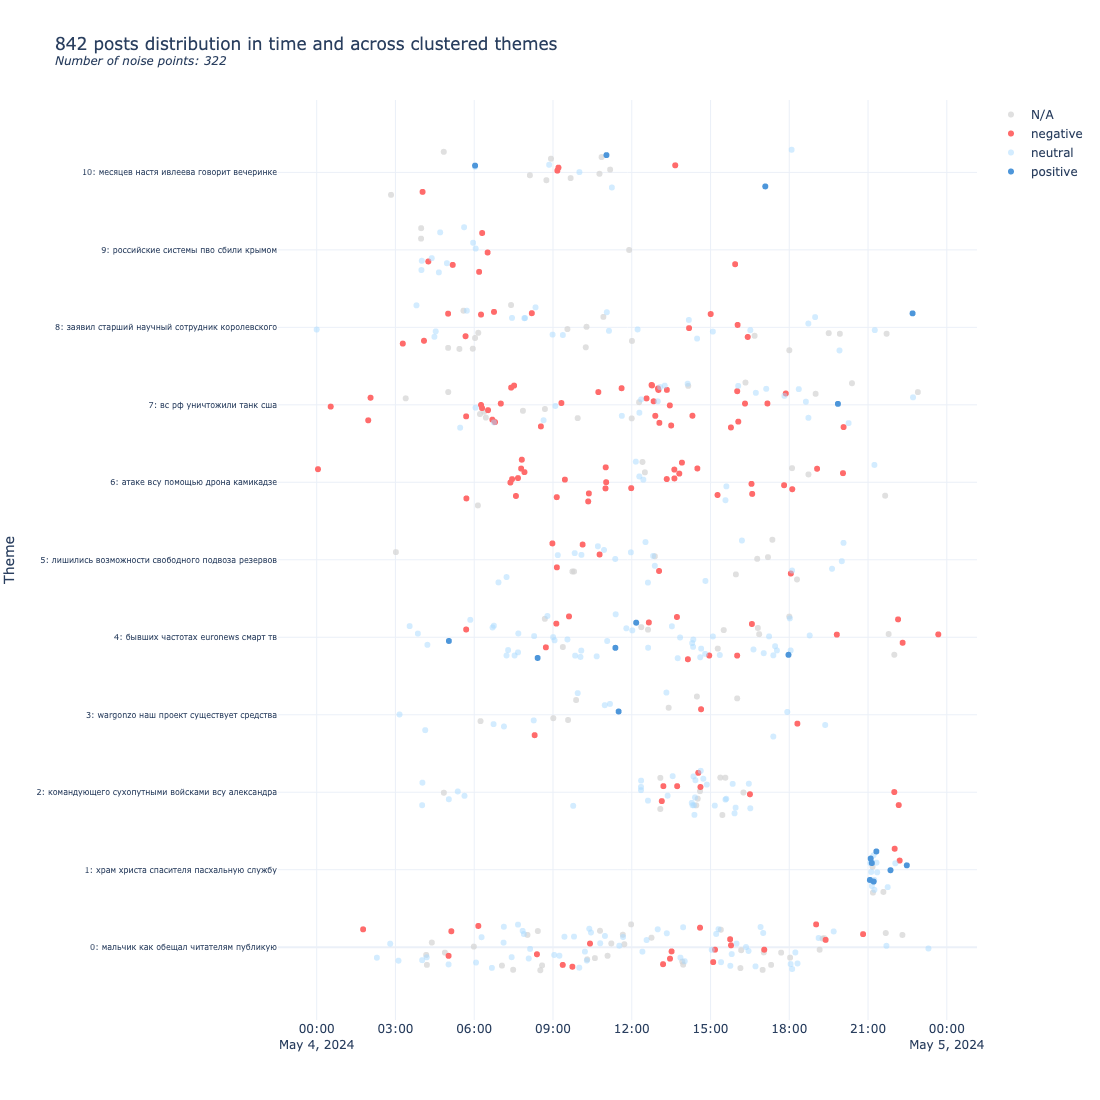 842 posts distribution in time and across clustered themes
Number of noise points: 322
N/A
negative
neutral
positive
Theme
10: месяцев настя ивлеева говорит вечеринке
9: российские системы пво сбили крымом
8: заявил старший научный сотрудник королевского
7: вс рф уничтожили танк сша
6: атаке всу помощью дрона камикадзе
5: лишились возможности свободного подвоза резервов
4: бывших частотах euronews смарт тв
3: wargonzo наш проект существует средства
2: командующего сухопутными войсками всу александра
1: храм христа спасителя пасхальную службу
0: мальчик как обещал читателям публикую
00:00 03:00 06:00 09:00 12:00 15:00 18:00 21:00 00:00
May 4, 2024 May 5, 2024